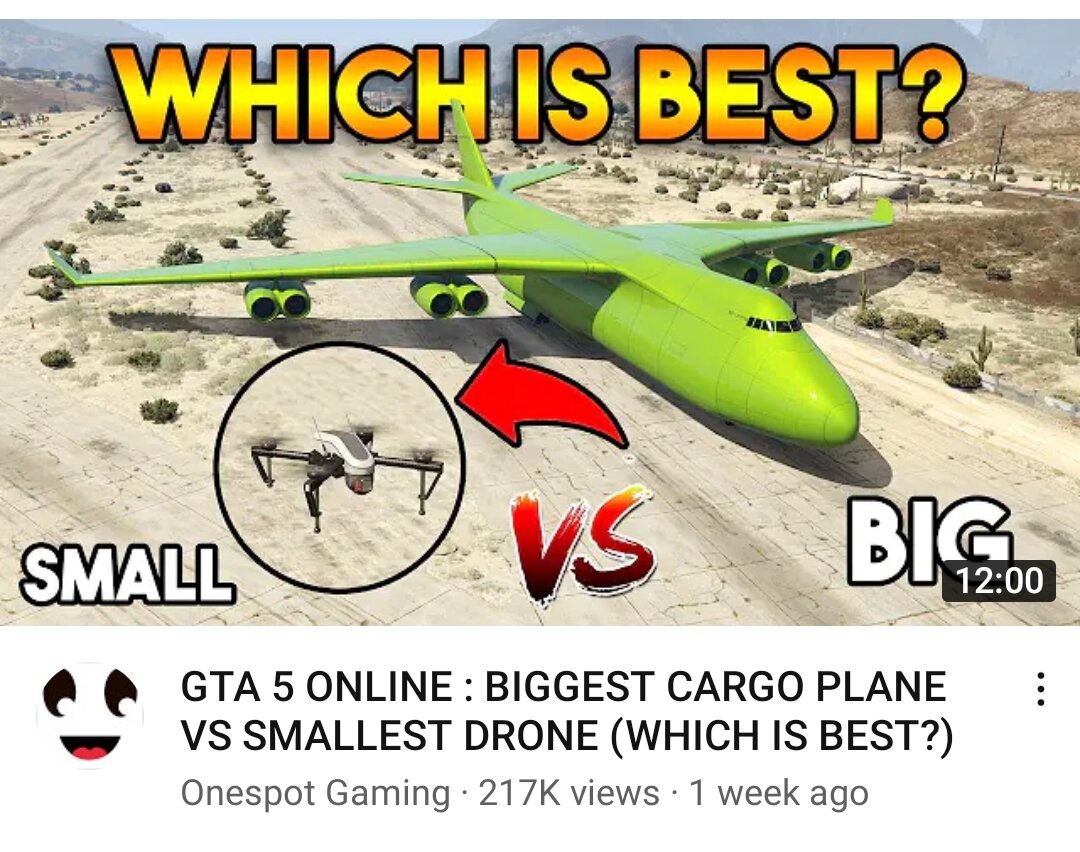 WHICH IS BEST?
SMALL
VS
BIG
12:00
GTA 5 ONLINE : BIGGEST CARGO PLANE
VS SMALLEST DRONE (WHICH IS BEST?)
Onespot Gaming · 217K views · 1 week ago